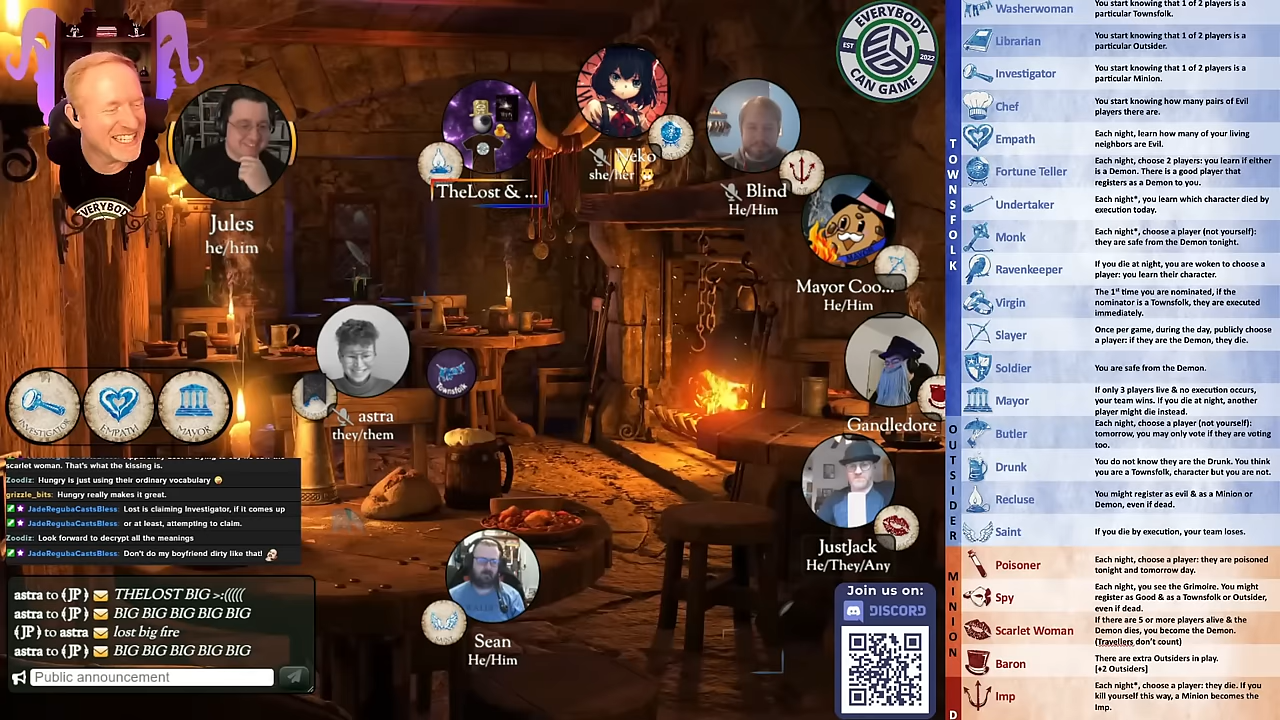 EVERYBODY
EST
2022
CAN GAME
EVERYBODY
Jules
he/him
TheLost & ...
Neko
she/her
Blind
He/Him
Mayor Coo...
He/Him
Gandledore
JustJack
He/They/Any
Sean
He/Him
astra
they/them
Townsfolk
INVESTIGATOR
EMPATH
MAYOR
scarlet woman. That's what the kissing is.
Zoodiz: Hungry is just using their ordinary vocabulary
grizzle_bits: Hungry really makes it great.
JadeRegubaCastsBless: Lost is claiming Investigator, if it comes up
JadeRegubaCastsBless: or at least, attempting to claim.
Zoodiz: Look forward to decrypt all the meanings
JadeRegubaCastsBless: Don't do my boyfriend dirty like that!
astra to (JP) THELOST BIG >:(((((
astra to (JP) BIG BIG BIG BIG BIG
(JP) to astra lost big fire
astra to (JP) BIG BIG BIG BIG BIG
Public announcement
Join us on:
DISCORD
TOWNSFOLK
Washerwoman
You start knowing that 1 of 2 players is a
particular Townsfolk.
Librarian
You start knowing that 1 of 2 players is a
particular Outsider.
Investigator
You start knowing that 1 of 2 players is a
particular Minion.
Chef
You start knowing how many pairs of Evil
players there are.
Empath
Each night, learn how many of your living
neighbors are Evil.
Fortune Teller
Each night, choose 2 players: you learn if either
is a Demon. There is a good player that
registers as a Demon to you.
Undertaker
Each night*, you learn which character died by
execution today.
Monk
Each night*, choose a player (not yourself):
they are safe from the Demon tonight.
Ravenkeeper
If you die at night, you are woken to choose a
player: you learn their character.
Virgin
The 1st time you are nominated, if the
nominator is a Townsfolk, they are executed
immediately.
Slayer
Once per game, during the day, publicly choose
a player: if they are the Demon, they die.
Soldier
You are safe from the Demon.
Mayor
If only 3 players live & no execution occurs,
your team wins. If you die at night, another
player might die instead.
OUTSIDER
Butler
Each night, choose a player (not yourself):
tomorrow, you may only vote if they are voting
too.
Drunk
You do not know they are the Drunk. You think
you are a Townsfolk, character but you are not.
Recluse
You might register as evil & as a Minion or
Demon, even if dead.
Saint
If you die by execution, your team loses.
MINION
Poisoner
Each night, choose a player: they are poisoned
tonight and tomorrow day.
Spy
Each night, you see the Grimoire. You might
register as Good & as a Townsfolk or Outsider,
even if dead.
Scarlet Woman
If there are 5 or more players alive & the
Demon dies, you become the Demon.
(Travellers don't count)
Baron
There are extra Outsiders in play.
[+2 Outsiders]
D
Imp
Each night*, choose a player: they die. If you
kill yourself this way, a Minion becomes the
Imp.